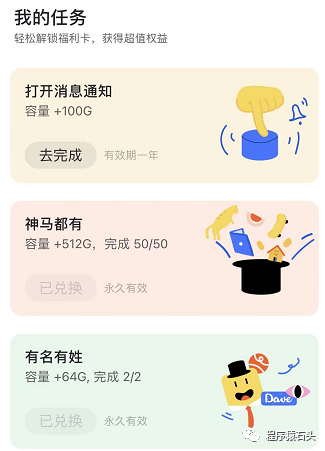 我的任务
轻松解锁福利卡，获得超值权益
打开消息通知
容量 +100G
去完成
有效期一年
神马都有
容量 +512G，完成 50/50
已兑换
永久有效
有名有姓
容量 +64G, 完成 2/2
Dave
已兑换
永久有效
程序猿石头